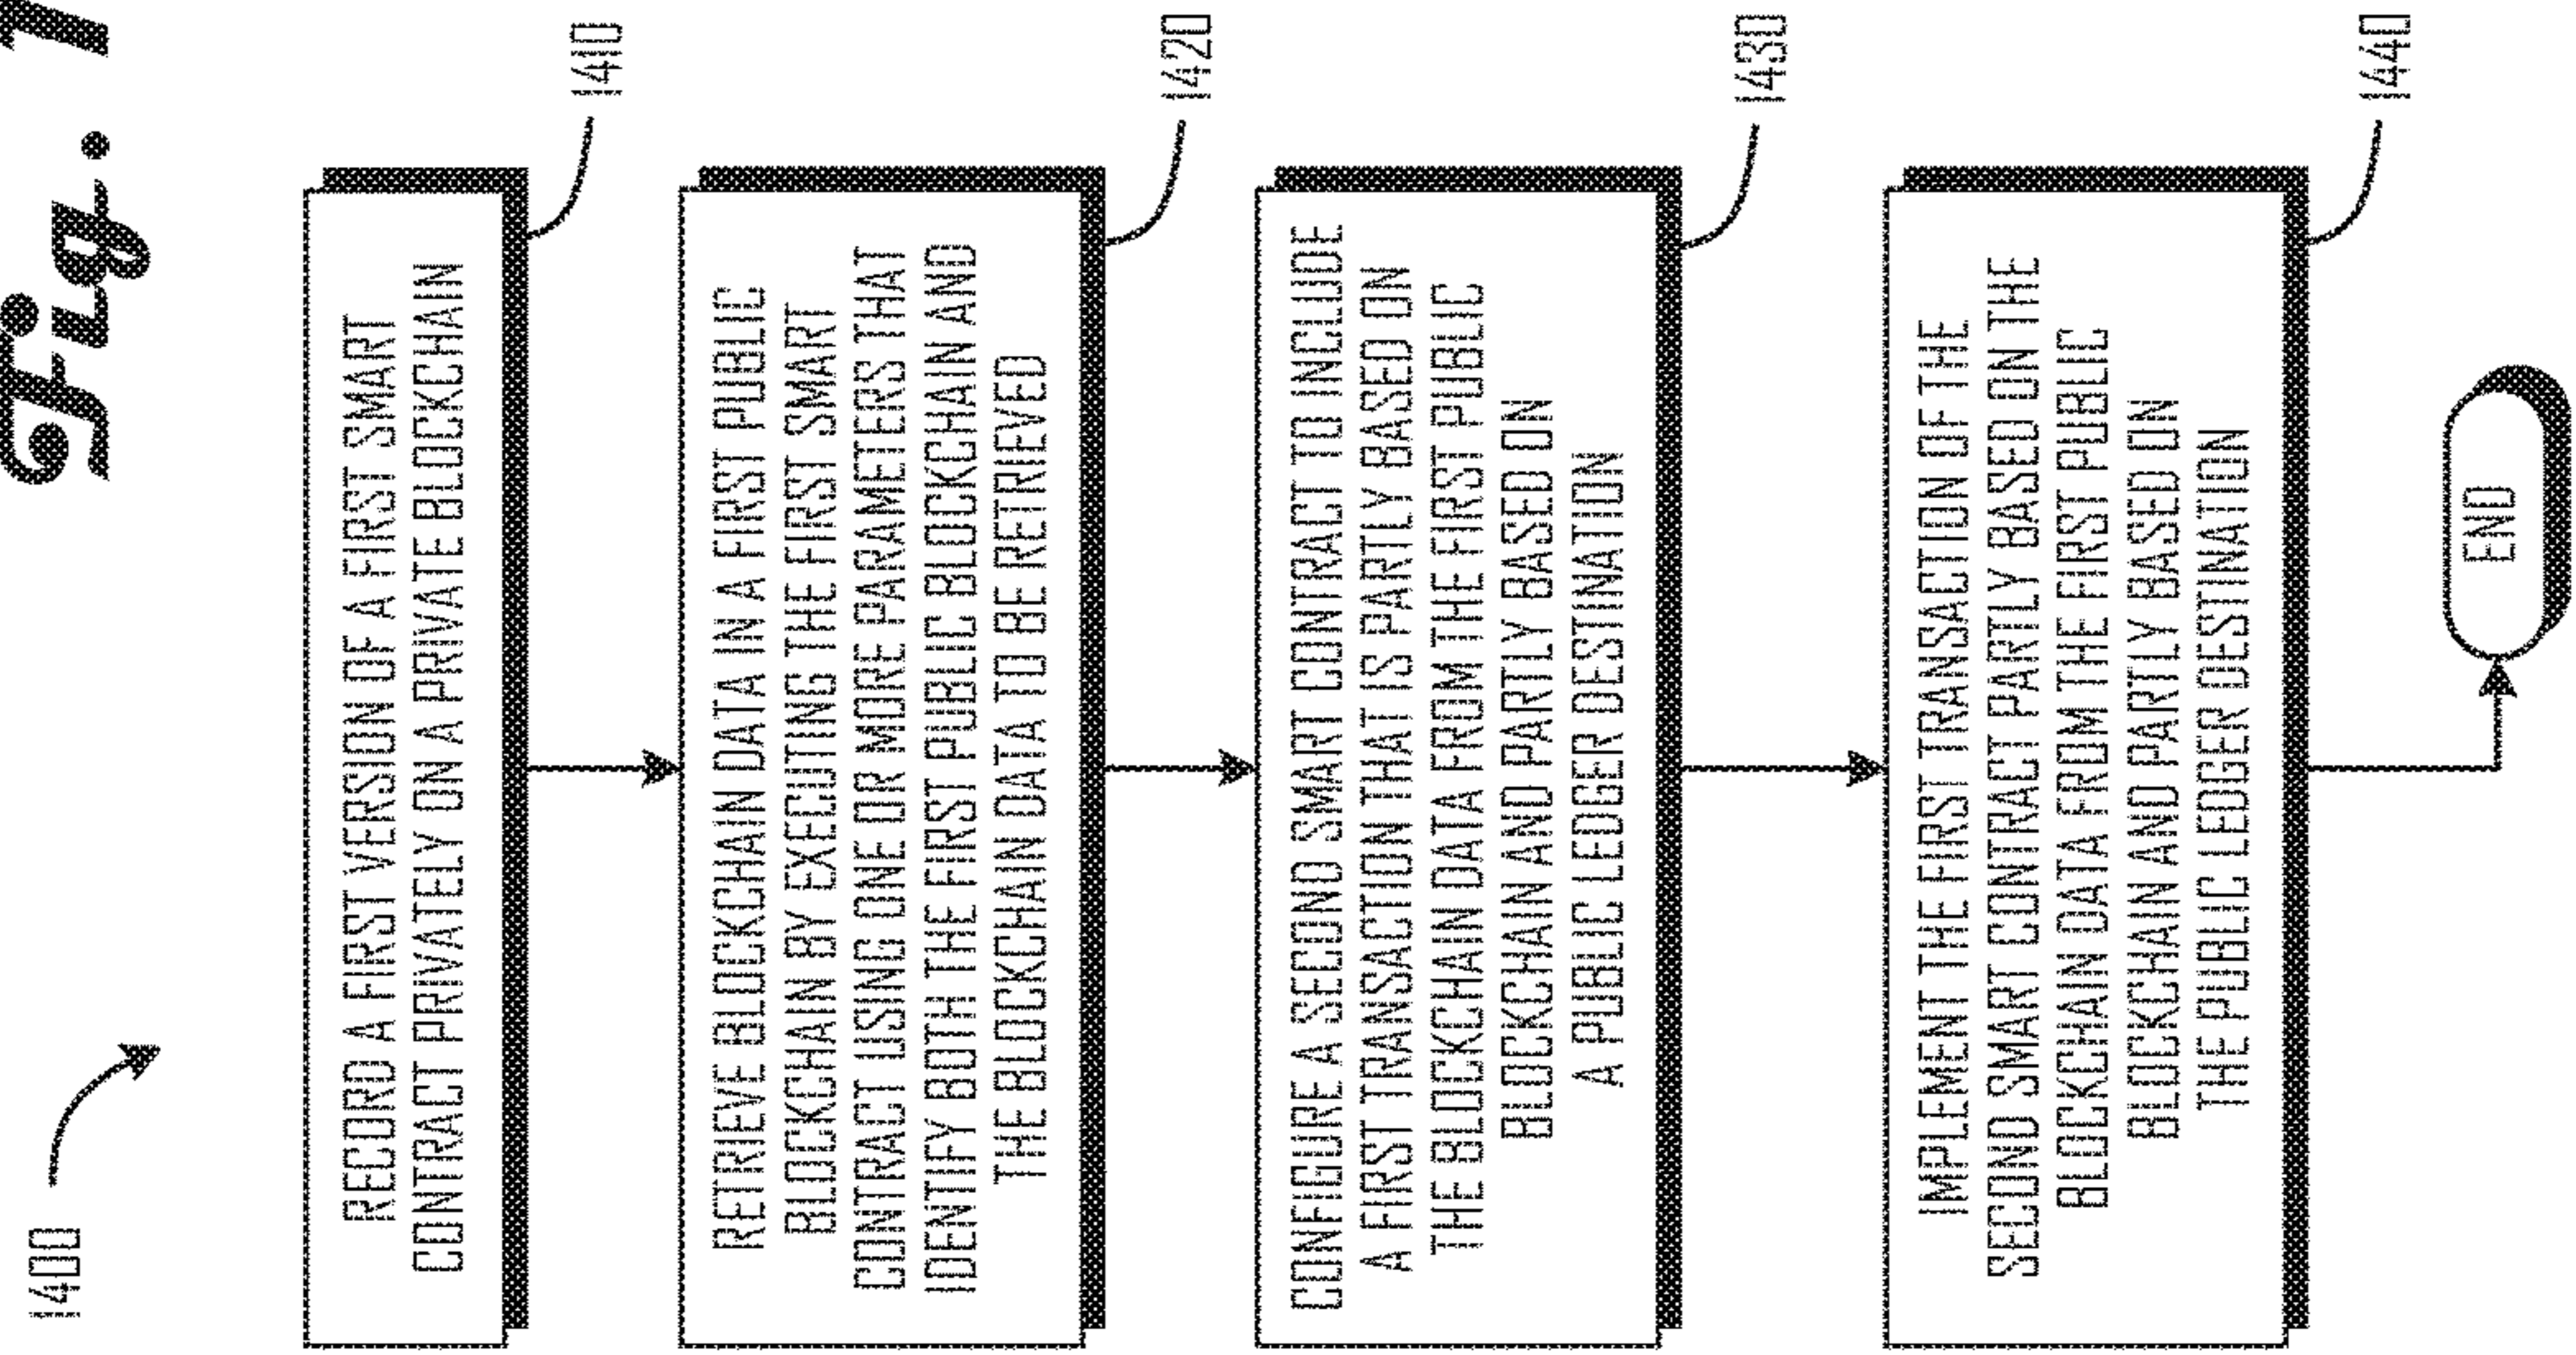 Fig. 1
1400
RECORD A FIRST VERSION OF A FIRST SMART
CONTRACT PRIVATELY ON A PRIVATE BLOCKCHAIN
1410
RETRIEVE BLOCKCHAIN DATA IN A FIRST PUBLIC
BLOCKCHAIN BY EXECUTING THE FIRST SMART
CONTRACT USING ONE OR MORE PARAMETERS THAT
IDENTIFY BOTH THE FIRST PUBLIC BLOCKCHAIN AND
THE BLOCKCHAIN DATA TO BE RETRIEVED
1420
CONFIGURE A SECOND SMART CONTRACT TO INCLUDE
A FIRST TRANSACTION THAT IS PARTLY BASED ON
THE BLOCKCHAIN DATA FROM THE FIRST PUBLIC
BLOCKCHAIN AND PARTLY BASED ON
A PUBLIC LEDGER DESTINATION
1430
IMPLEMENT THE FIRST TRANSACTION OF THE
SECOND SMART CONTRACT PARTLY BASED ON THE
BLOCKCHAIN DATA FROM THE FIRST PUBLIC
BLOCKCHAIN AND PARTLY BASED ON
THE PUBLIC LEDGER DESTINATION
1440
END